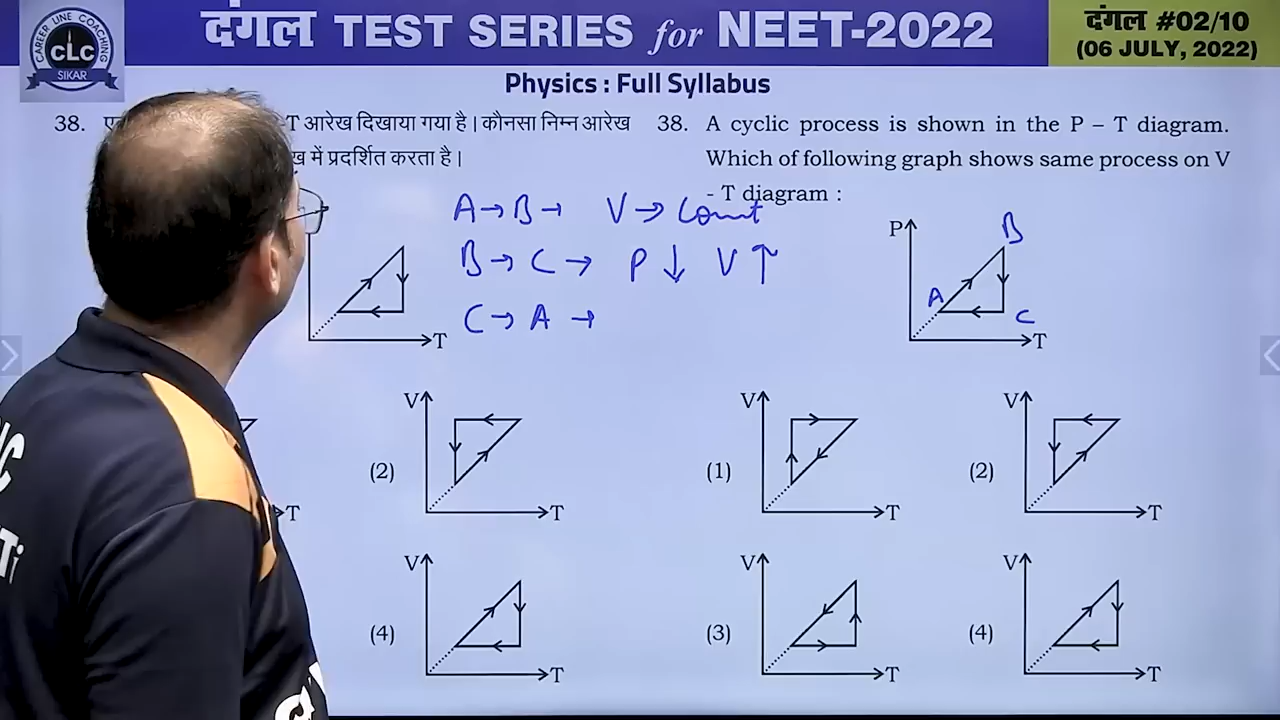 CAREER LINE COACHING
CLC
SIKAR
दंगल TEST SERIES for NEET-2022
दंगल #02/10
(06 JULY, 2022)
Physics : Full Syllabus
38.
T आरेख दिखाया गया है। कौनसा निम्न आरेख
में प्रदर्शित करता है।
T
(2) V T
(4) V T
T
38. A cyclic process is shown in the P – T diagram.
Which of following graph shows same process on V
- T diagram :
A→B→ V→ Const
B→C→ P↓ V↑
C→A→
P T
A B C
(1) V T
(2) V T
(3) V T
(4) V T